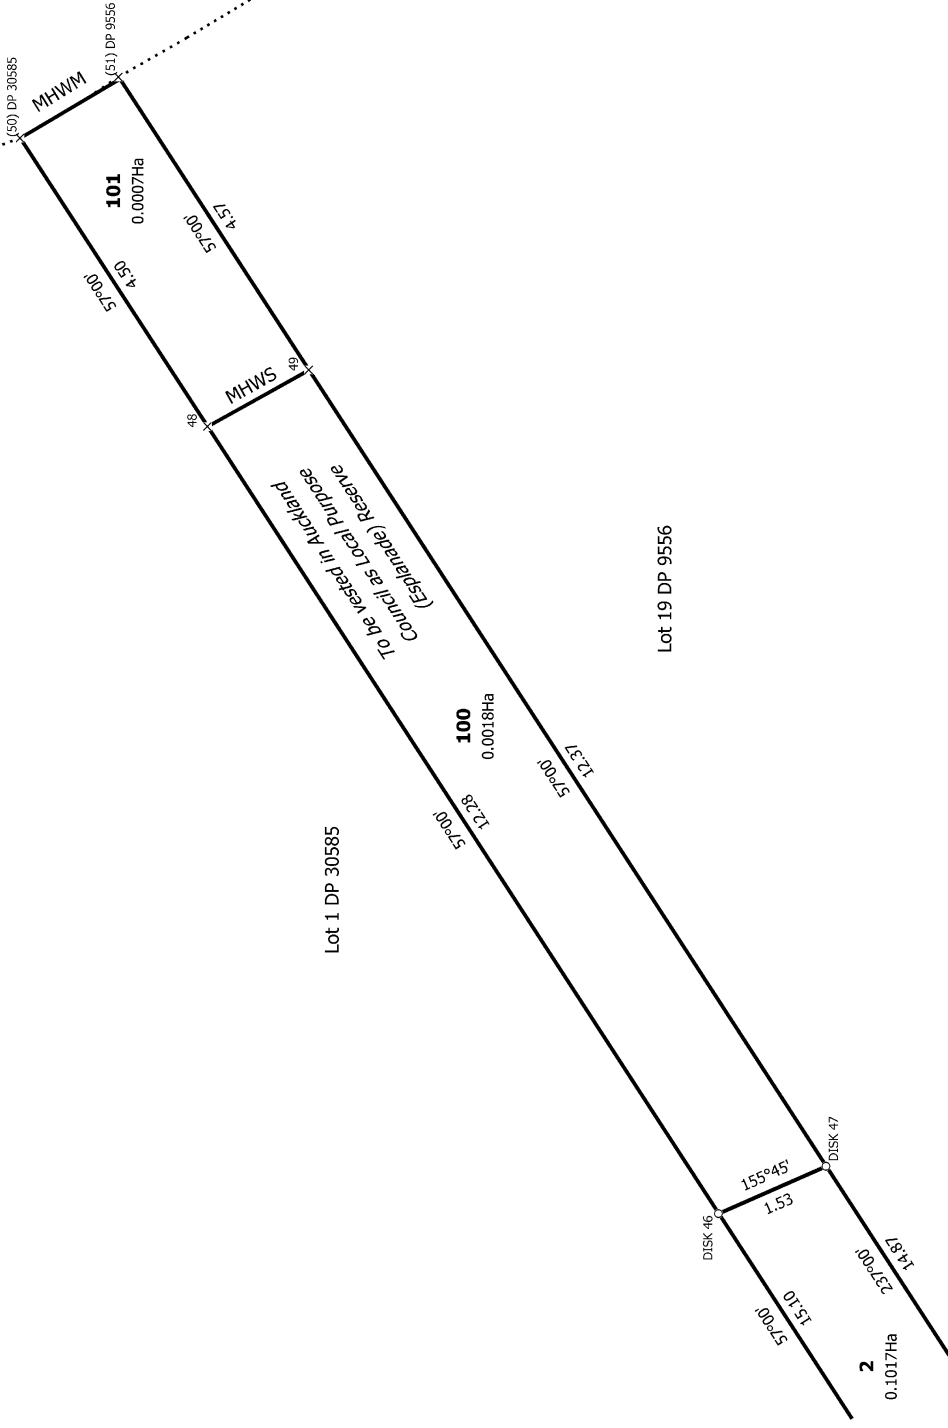 (50) DP 30585
(51) DP 9556
MHWM
101
0.0007Ha
57°00'
4.50
57°00'
4.57
48
49
MHWS
To be vested in Auckland
Council as Local Purpose
(Esplanade) Reserve
Lot 19 DP 9556
100
0.0018Ha
57°00'
12.28
57°00'
12.37
Lot 1 DP 30585
DISK 46
DISK 47
155°45'
1.53
57°00'
15.10
237°00'
14.87
2
0.1017Ha